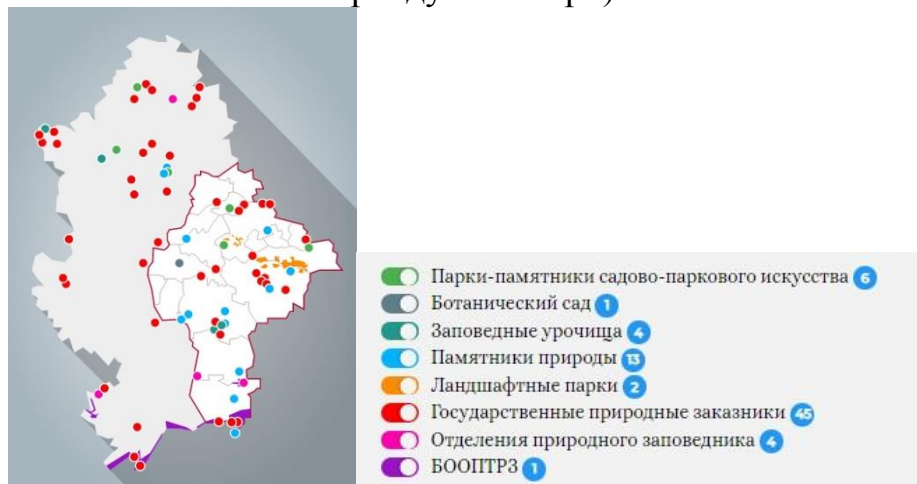 Парки-памятники садово-паркового искусства 6
Ботанический сад 1
Заповедные урочища 4
Памятники природы 13
Ландшафтные парки 2
Государственные природные заказники 45
Отделения природного заповедника 4
БООПТРЗ 1